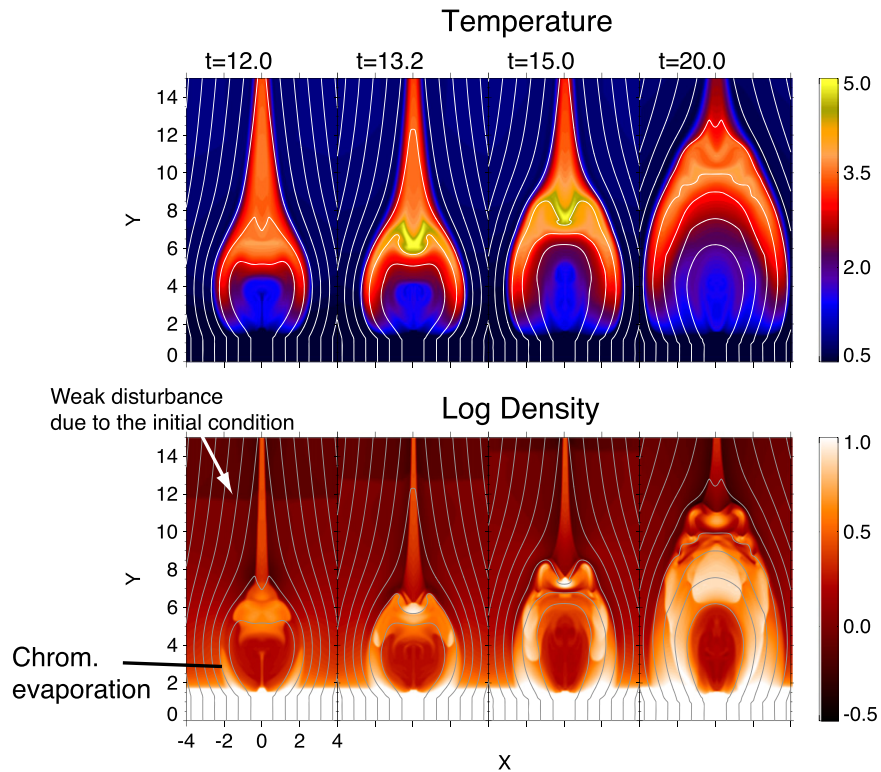 Temperature
t=12.0 t=13.2 t=15.0 t=20.0
14
12
10
8
6
4
2
0
Y
5.0
3.5
2.0
0.5
Weak disturbance
due to the initial condition
Log Density
14
12
10
8
6
4
2
0
Y
Chrom.
evaporation
1.0
0.5
0.0
-0.5
-4 -2 0 2 4
X